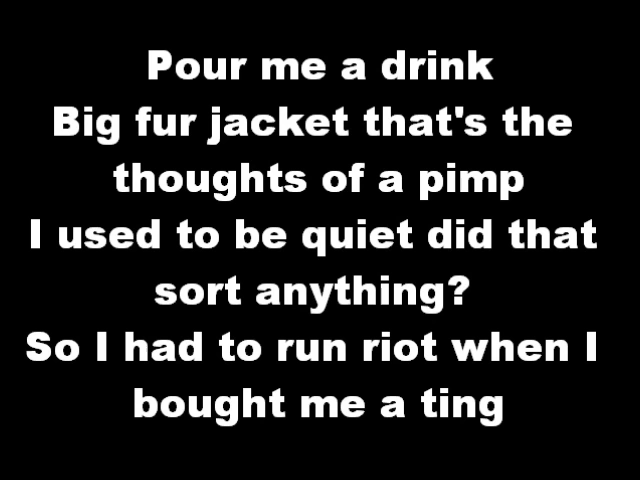 Pour me a drink
Big fur jacket that's the
thoughts of a pimp
I used to be quiet did that
sort anything?
So I had to run riot when I
bought me a ting